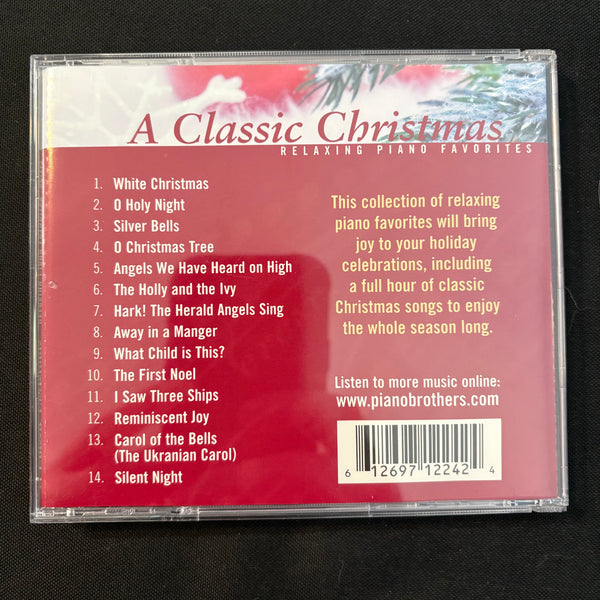 A Classic Christmas
RELAXING PIANO FAVORITES
1. White Christmas
2. O Holy Night
3. Silver Bells
4. O Christmas Tree
5. Angels We Have Heard on High
6. The Holly and the Ivy
7. Hark! The Herald Angels Sing
8. Away in a Manger
9. What Child is This?
10. The First Noel
11. I Saw Three Ships
12. Reminiscent Joy
13. Carol of the Bells
(The Ukranian Carol)
14. Silent Night
This collection of relaxing
piano favorites will bring
joy to your holiday
celebrations, including
a full hour of classic
Christmas songs to enjoy
the whole season long.
Listen to more music online:
www.pianobrothers.com
6 12697 12242 4